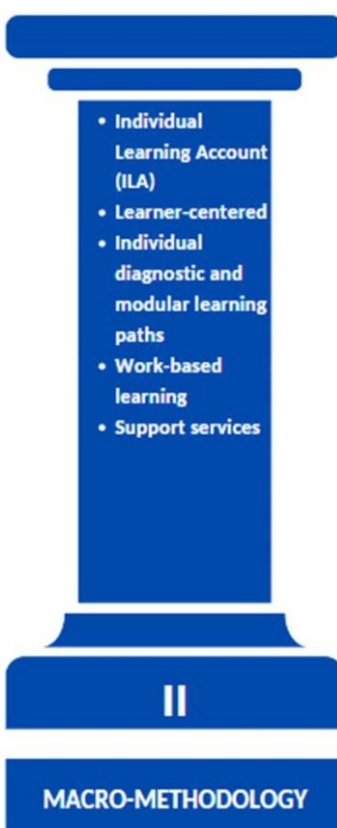 • Individual
Learning Account
(ILA)
• Learner-centered
• Individual
diagnostic and
modular learning
paths
• Work-based
learning
• Support services
II
MACRO-METHODOLOGY